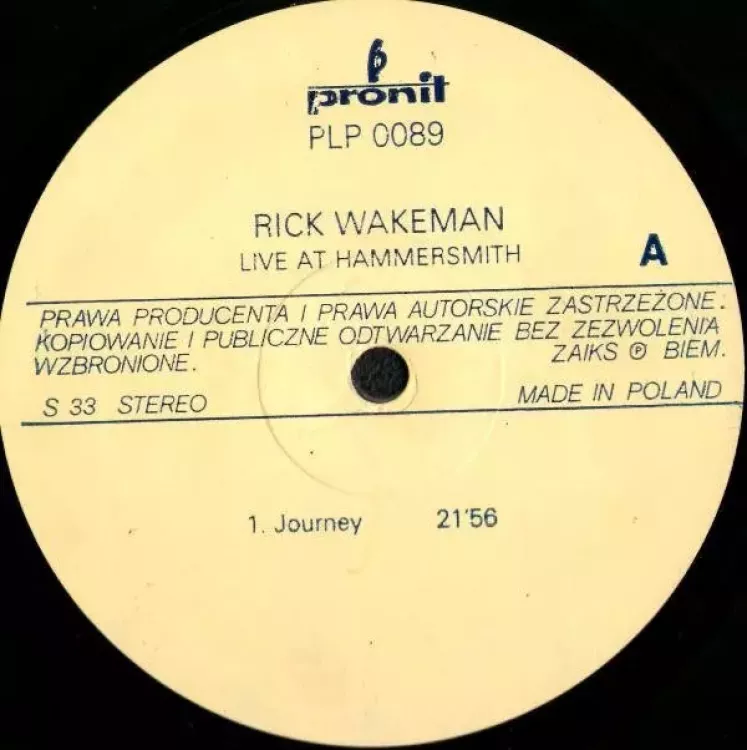 pronit
PLP 0089
RICK WAKEMAN
LIVE AT HAMMERSMITH
A
PRAWA PRODUCENTA I PRAWA AUTORSKIE ZASTRZEŻONE.
KOPIOWANIE I PUBLICZNE ODTWARZANIE BEZ ZEZWOLENIA
WZBRONIONE. ZAIKS ℗ BIEM.
S 33 STEREO MADE IN POLAND
1. Journey 21'56